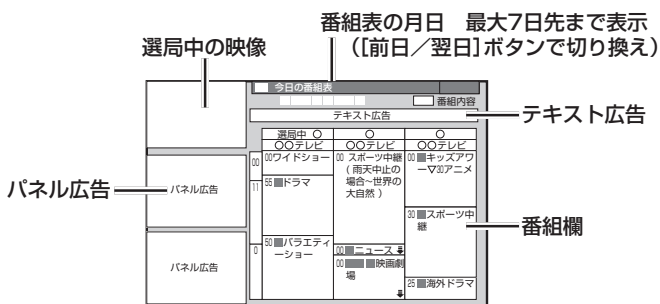 番組表の月日　最大7日先まで表示
選局中の映像
（[前日／翌日]ボタンで切り換え）
今日の番組表
番組内容
テキスト広告
テキスト広告
選局中 ○
○
○
○○テレビ
○○テレビ
○○テレビ
00
00ワイドショー
00 スポーツ中継
(雨天中止の
場合~世界の
大自然)
00 キッズアワ
ー▽30アニメ
パネル広告
パネル広告
11
55 ドラマ
30 スポーツ中
継
番組欄
0
50 バラエティ
ーショー
00 ニュース
00 映画劇
場
パネル広告
25 海外ドラマ